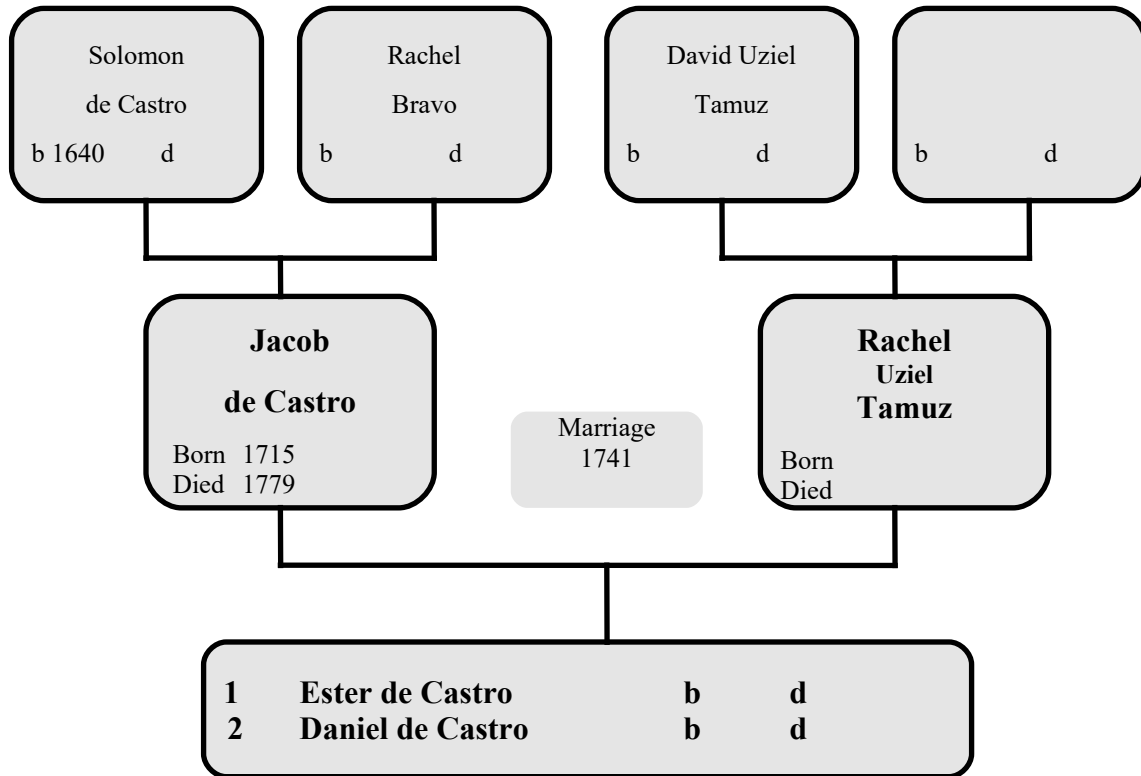 Solomon
de Castro
b 1640 d
Rachel
Bravo
b d
David Uziel
Tamuz
b d
b d
Jacob
de Castro
Born 1715
Died 1779
Marriage
1741
Rachel
Uziel
Tamuz
Born
Died
1 Ester de Castro b d
2 Daniel de Castro b d